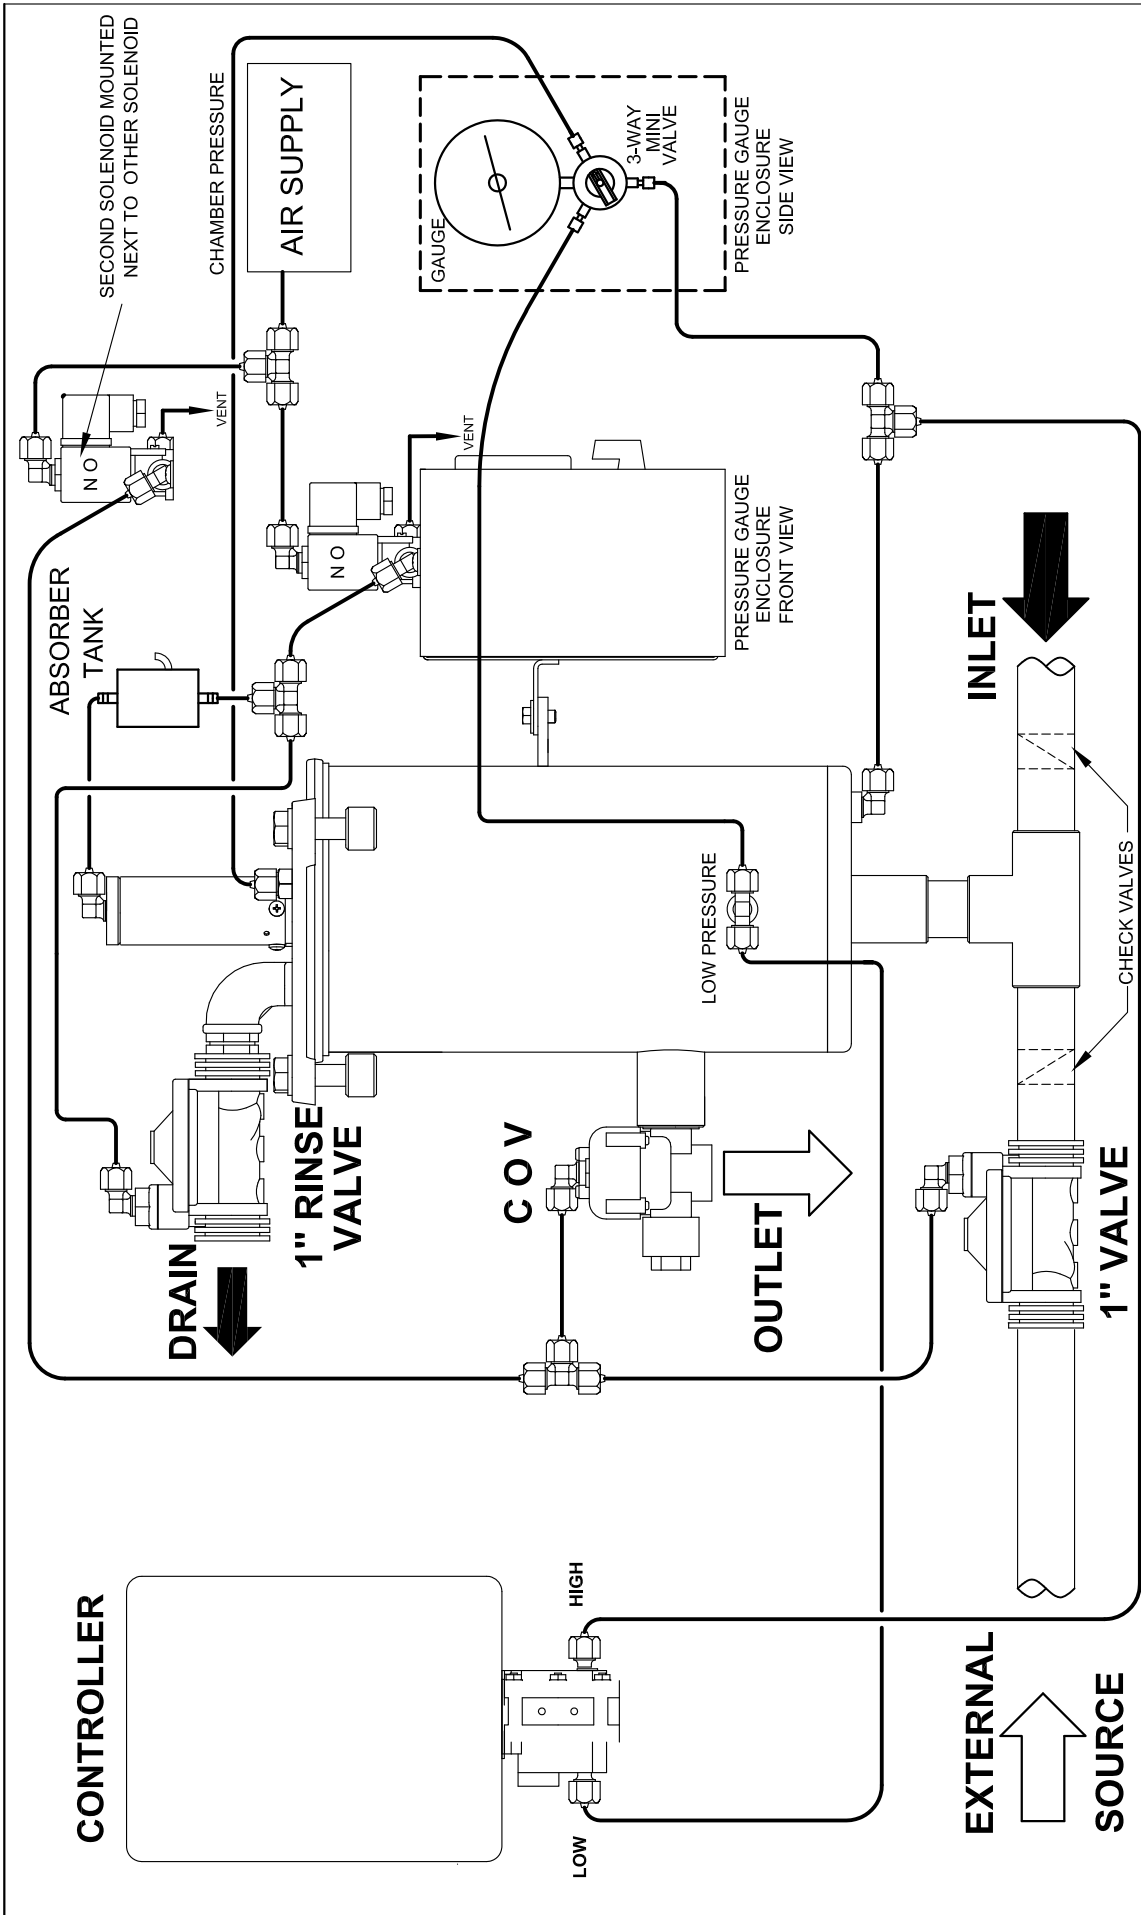 CONTROLLER
LOW
HIGH
EXTERNAL
SOURCE
DRAIN
1" RINSE
VALVE
C O V
OUTLET
1" VALVE
ABSORBER
TANK
LOW PRESSURE
CHECK VALVES
INLET
SECOND SOLENOID MOUNTED
NEXT TO OTHER SOLENOID
N O
VENT
CHAMBER PRESSURE
AIR SUPPLY
N O
VENT
PRESSURE GAUGE
ENCLOSURE
FRONT VIEW
GAUGE
3-WAY
MINI
VALVE
PRESSURE GAUGE
ENCLOSURE
SIDE VIEW